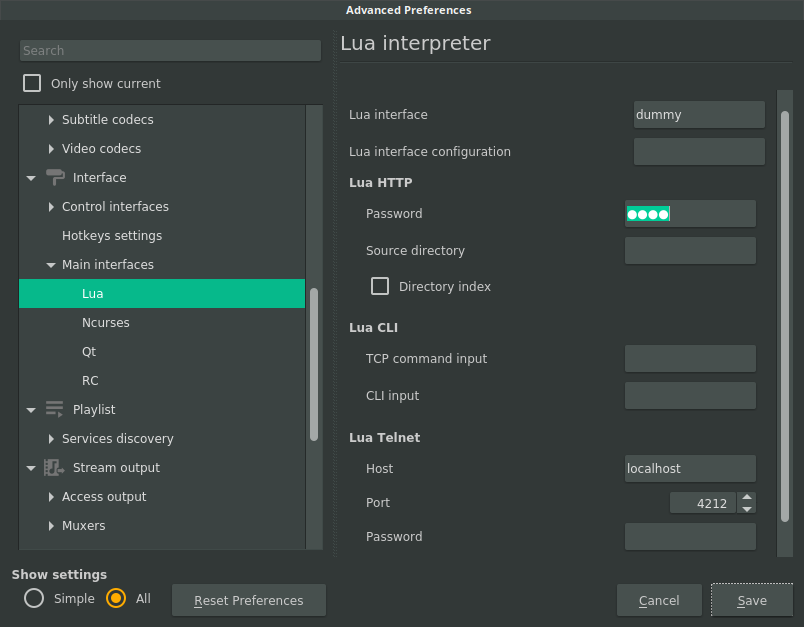 Advanced Preferences
Search
Only show current
Subtitle codecs
Video codecs
Interface
Control interfaces
Hotkeys settings
Main interfaces
Lua
Ncurses
Qt
RC
Playlist
Services discovery
Stream output
Access output
Muxers
Lua interpreter
Lua interface dummy
Lua interface configuration
Lua HTTP
Password ●●●●
Source directory
Directory index
Lua CLI
TCP command input
CLI input
Lua Telnet
Host localhost
Port 4212
Password
Show settings
Simple All Reset Preferences Cancel Save